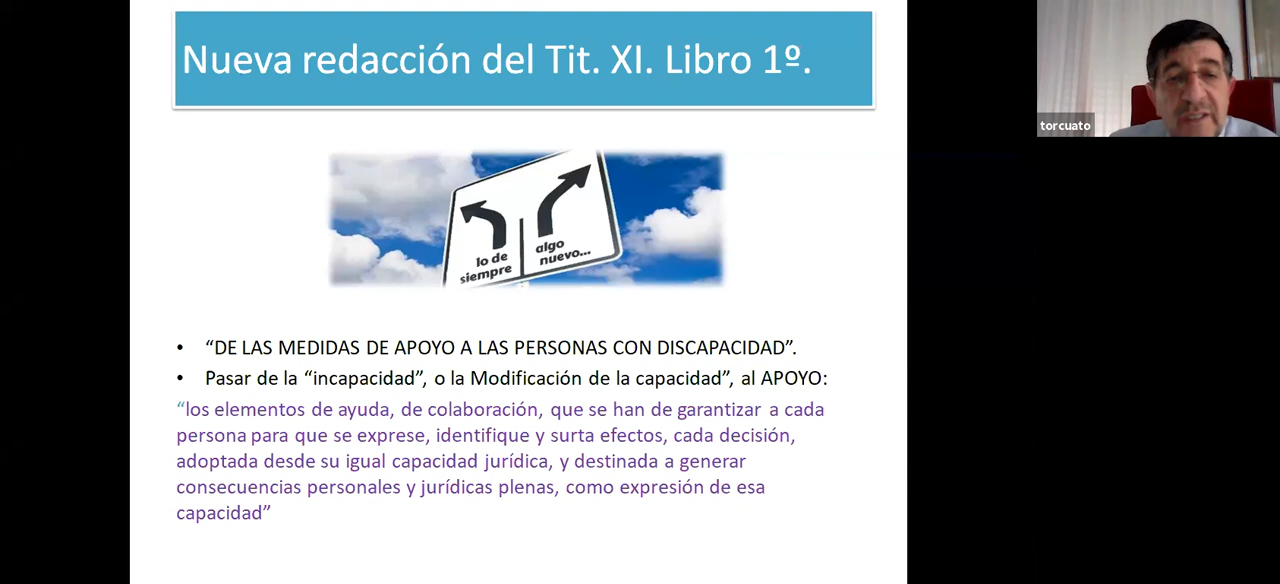 Nueva redacción del Tit. XI. Libro 1º.
torcuato
lo de
siempre
algo
nuevo...
• “DE LAS MEDIDAS DE APOYO A LAS PERSONAS CON DISCAPACIDAD”.
• Pasar de la “incapacidad”, o la Modificación de la capacidad”, al APOYO:
“los elementos de ayuda, de colaboración, que se han de garantizar a cada
persona para que se exprese, identifique y surta efectos, cada decisión,
adoptada desde su igual capacidad jurídica, y destinada a generar
consecuencias personales y jurídicas plenas, como expresión de esa
capacidad”